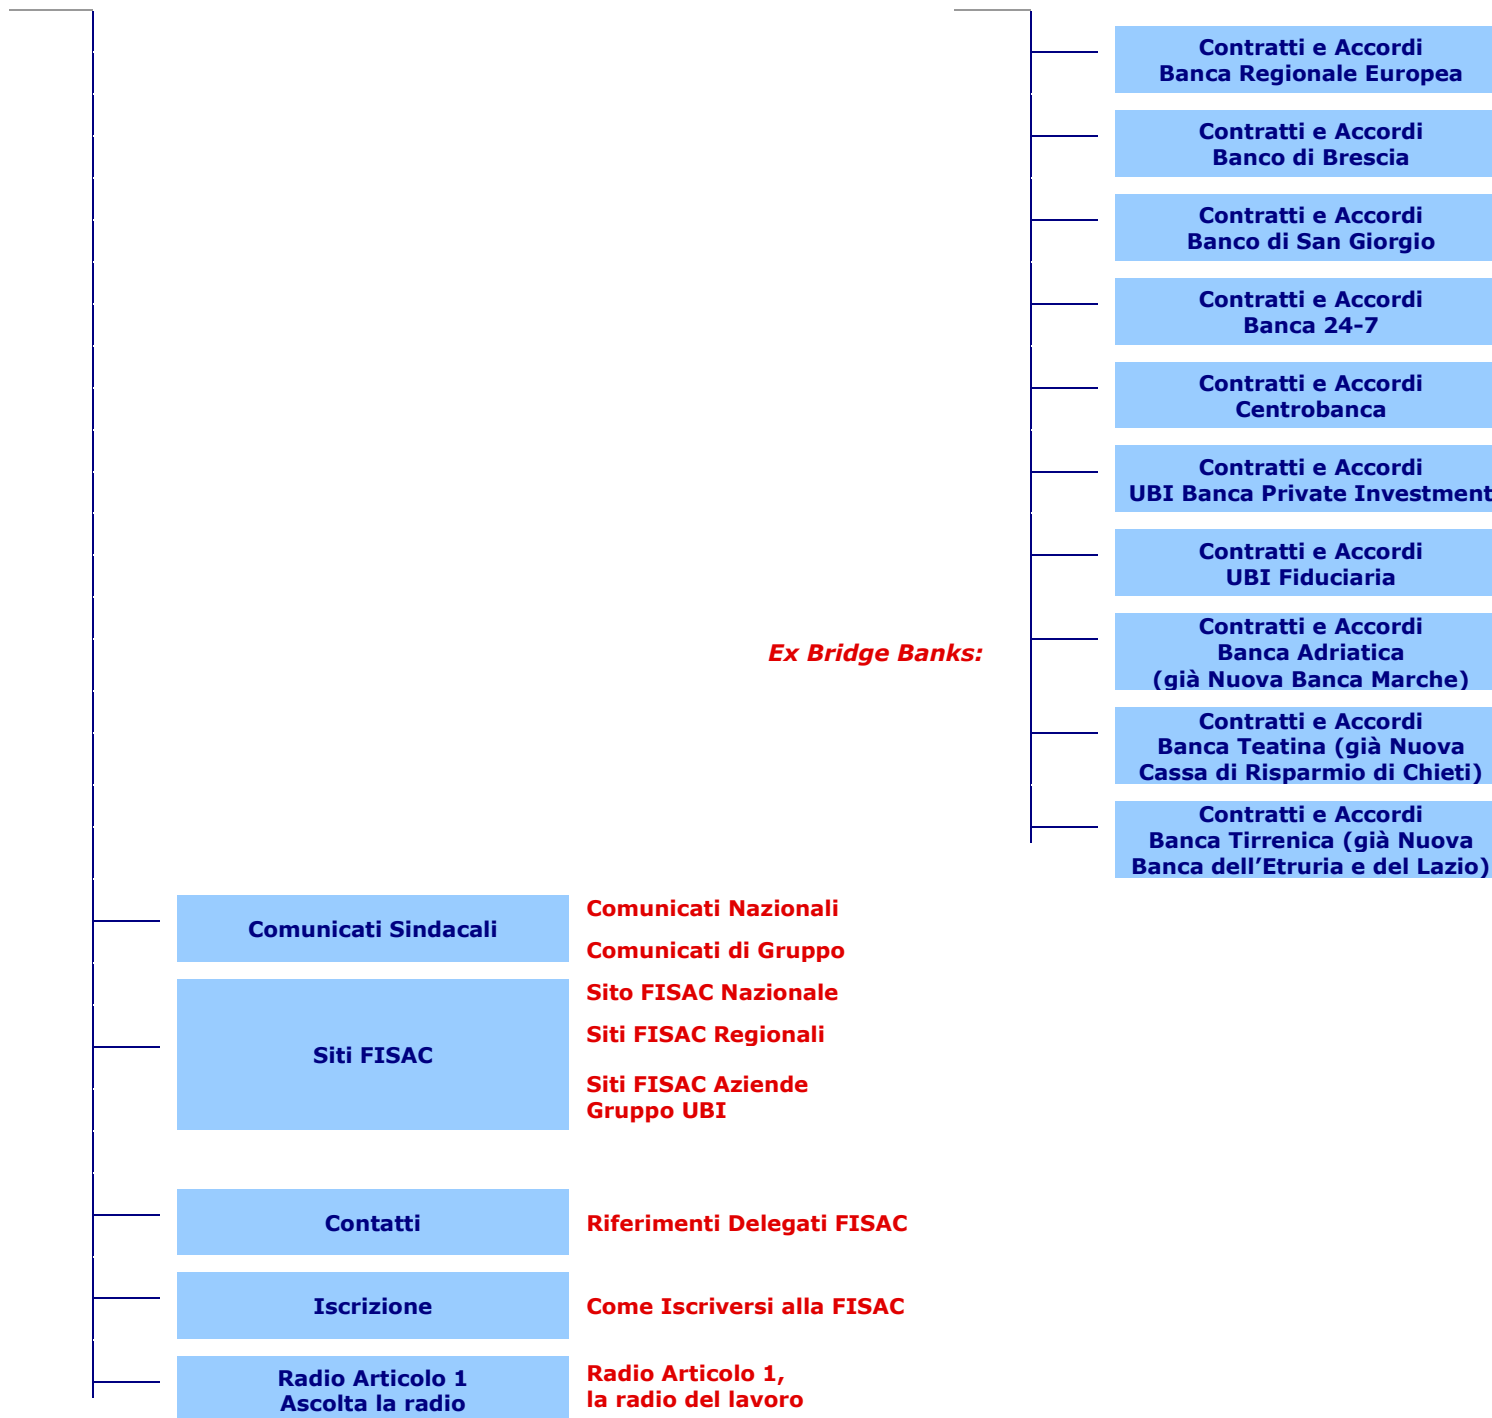 Contratti e Accordi
Banca Regionale Europea
Contratti e Accordi
Banco di Brescia
Contratti e Accordi
Banco di San Giorgio
Contratti e Accordi
Banca 24-7
Contratti e Accordi
Centrobanca
Contratti e Accordi
UBI Banca Private Investment
Contratti e Accordi
UBI Fiduciaria
Ex Bridge Banks:
Contratti e Accordi
Banca Adriatica
(già Nuova Banca Marche)
Contratti e Accordi
Banca Teatina (già Nuova
Cassa di Risparmio di Chieti)
Contratti e Accordi
Banca Tirrenica (già Nuova
Banca dell’Etruria e del Lazio)
Comunicati Sindacali
Comunicati Nazionali
Comunicati di Gruppo
Siti FISAC
Sito FISAC Nazionale
Siti FISAC Regionali
Siti FISAC Aziende
Gruppo UBI
Contatti
Riferimenti Delegati FISAC
Iscrizione
Come Iscriversi alla FISAC
Radio Articolo 1
Ascolta la radio
Radio Articolo 1,
la radio del lavoro